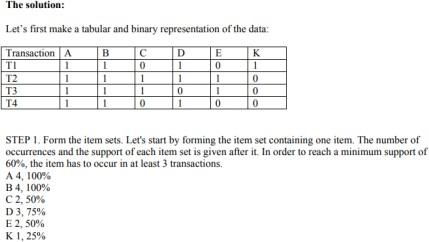 The solution:
Let's first make a tabular and binary representation of the data:
Transaction A B C D E K
T1 1 1 0 1 0 1
T2 1 1 1 1 1 0
T3 1 1 1 0 1 0
T4 1 1 0 1 0 0
STEP 1. Form the item sets. Let's start by forming the item set containing one item. The number of
occurrences and the support of each item set is given after it. In order to reach a minimum support of
60%, the item has to occur in at least 3 transactions.
A 4, 100%
B 4, 100%
C 2, 50%
D 3, 75%
E 2, 50%
K 1, 25%